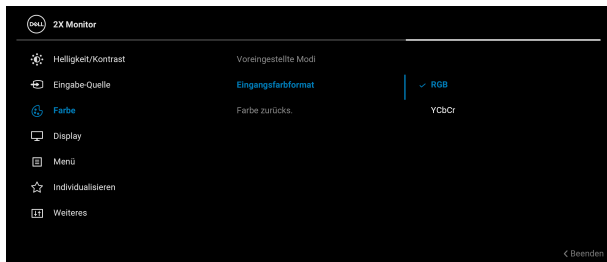 DELL 2X Monitor
Helligkeit/Kontrast Voreingestellte Modi
Eingabe-Quelle Eingangsfarbformat RGB
Farbe Farbe zurücks. YCbCr
Display
Menü
Individualisieren
Weiteres
Beenden